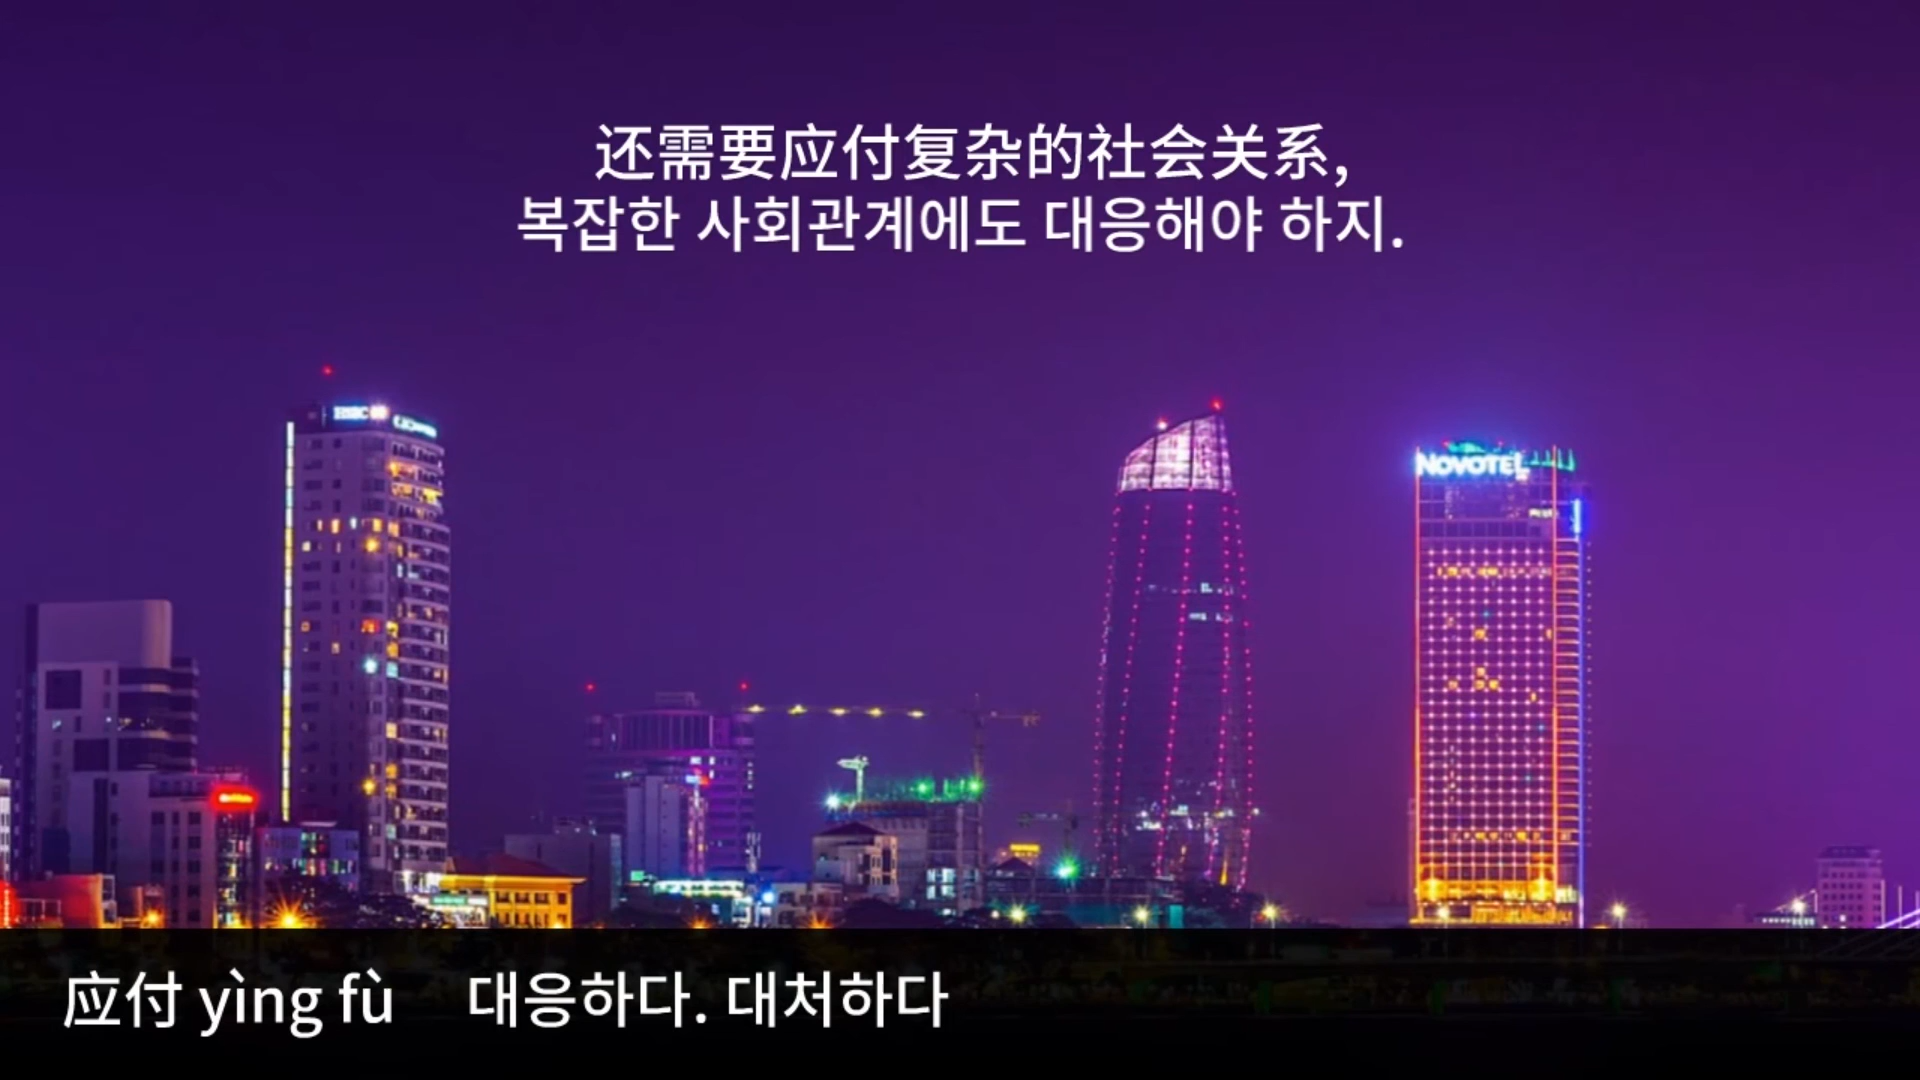 还需要应付复杂的社会关系,
복잡한 사회관계에도 대응해야 하지.
HSBC
NOVOTEL
应付 yìng fù 대응하다. 대처하다